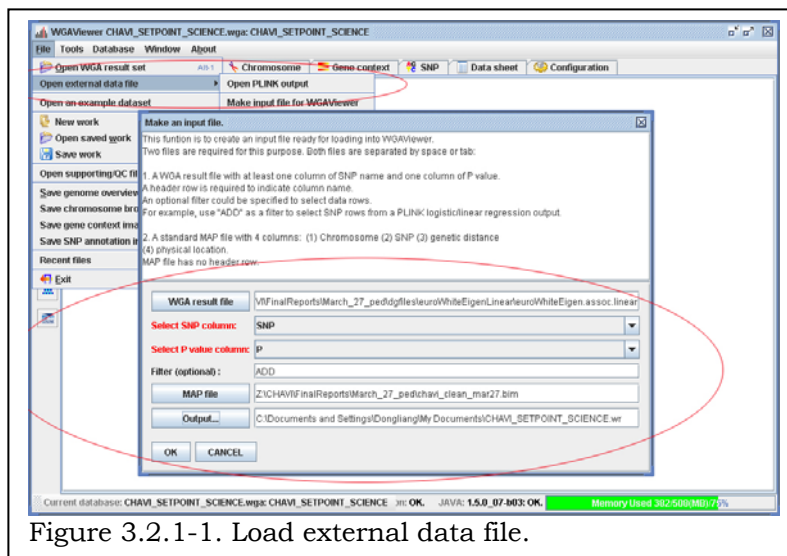 WGAViewer CHAVI_SETPOINT_SCIENCE.wga: CHAVI_SETPOINT_SCIENCE
File Tools Database Window About
Open WGA result set Alt-1 Chromosome Gene context SNP Data sheet Configuration
Open external data file Open PLINK output
Open an example dataset Make input file for WGAViewer
New work
Open saved work
Save work
Open supporting/QC fil
Save genome overview
Save chromosome bro
Save gene context ima
Save SNP annotation in
Recent files
Exit
Make an input file.
This funtion is to create an input file ready for loading into WGAViewer.
Two files are required for this purpose. Both files are separated by space or tab:
1. A WGA result file with at least one column of SNP name and one column of P value.
A header row is required to indicate column name.
An optional filter could be specified to select data rows.
For example, use "ADD" as a filter to select SNP rows from a PLINK logistic/linear regression output.
2. A standard MAP file with 4 columns: (1) Chromosome (2) SNP (3) genetic distance
(4) physical location.
MAP file has no header row.
WGA result file VI\FinalReports\March_27_ped\dgfiles\euroWhiteEigenLinear\euroWhiteEigen.assoc.linear
Select SNP column: SNP
Select P value column: P
Filter (optional) : ADD
MAP file Z:\CHAVI\FinalReports\March_27_ped\chavi_clean_mar27.bim
Output... C:\Documents and Settings\Dongliang\My Documents\CHAVI_SETPOINT_SCIENCE.wr
OK CANCEL
Current database: CHAVI_SETPOINT_SCIENCE.wga: CHAVI_SETPOINT_SCIENCE on: OK. JAVA: 1.5.0_07-b03: OK. Memory Used 382/508(MB)/75%
Figure 3.2.1-1. Load external data file.